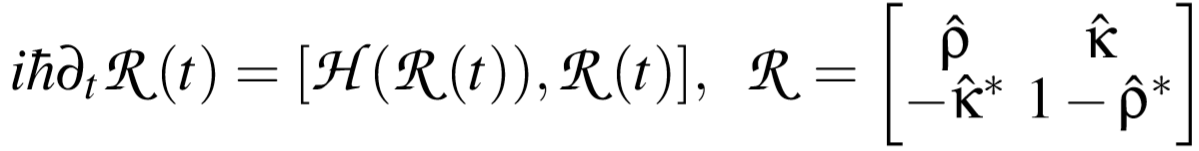 iħ∂ₜℛ(t) = [ℋ(ℛ(t)), ℛ(t)], ℛ = [ρ̂ κ̂
−κ̂* 1 − ρ̂*]